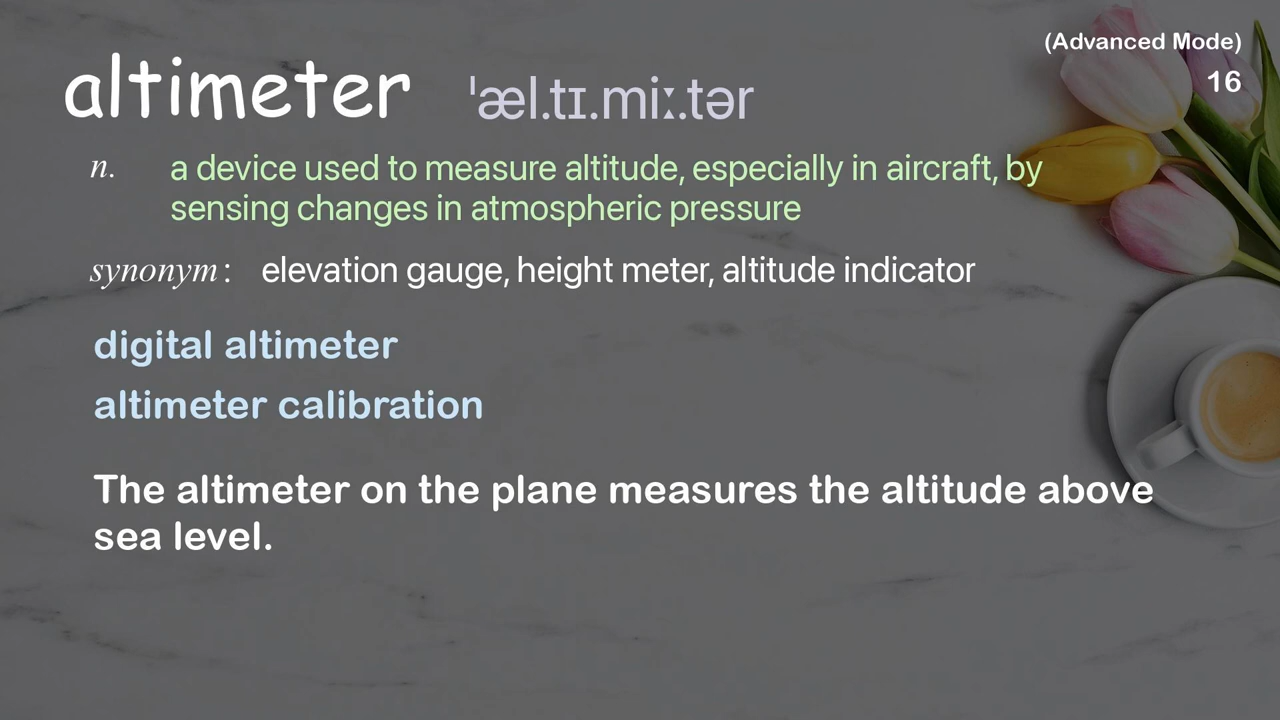 (Advanced Mode)
16
altimeter ˈæl.tɪ.miː.tər
n. a device used to measure altitude, especially in aircraft, by
sensing changes in atmospheric pressure
synonym: elevation gauge, height meter, altitude indicator
digital altimeter
altimeter calibration
The altimeter on the plane measures the altitude above
sea level.